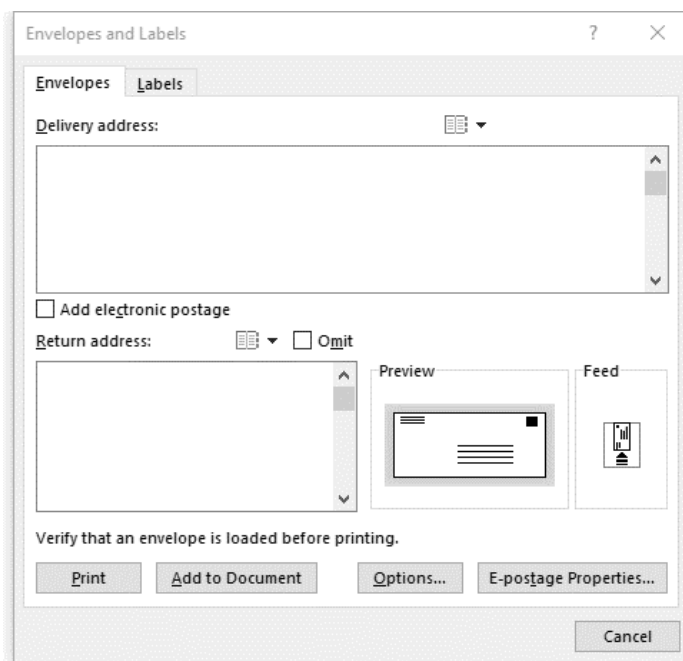 Envelopes and Labels ?
Envelopes Labels
Delivery address:
Add electronic postage
Return address: Omit
Preview Feed
Verify that an envelope is loaded before printing.
Print Add to Document Options... E-postage Properties...
Cancel